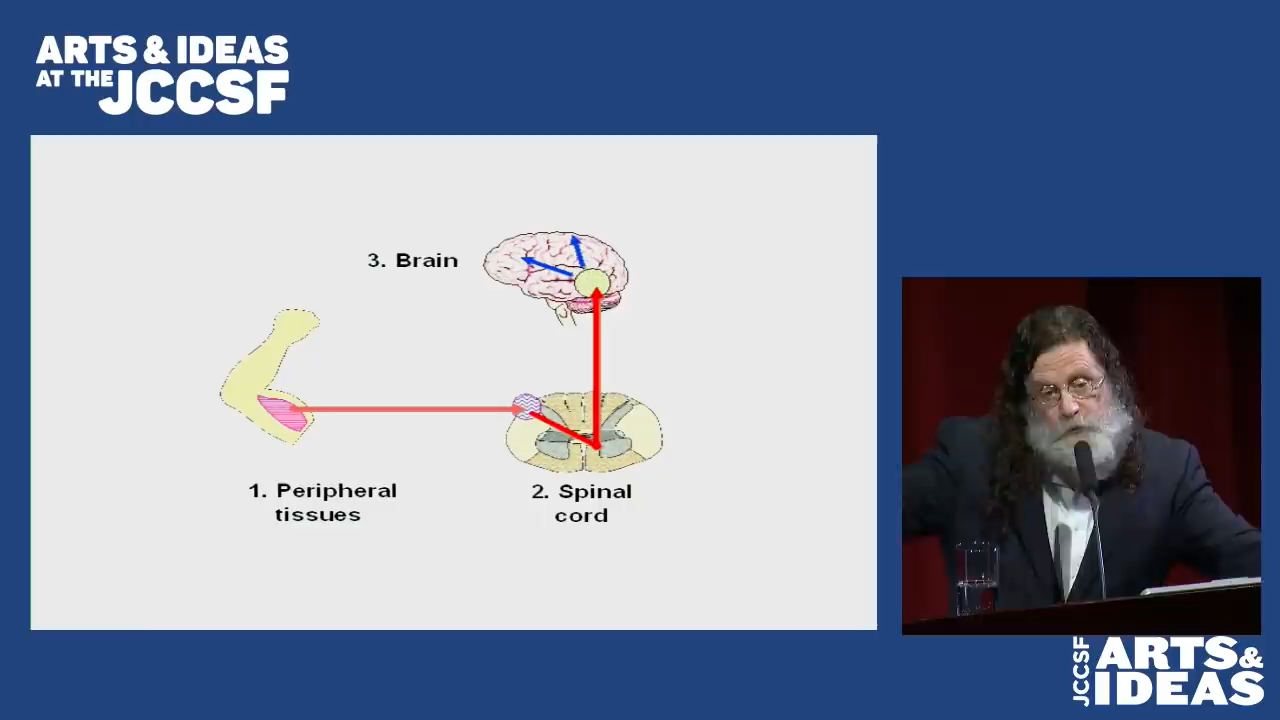 ARTS & IDEAS
AT THE JCCSF
3. Brain
1. Peripheral
tissues
2. Spinal
cord
JCCSF ARTS &
IDEAS